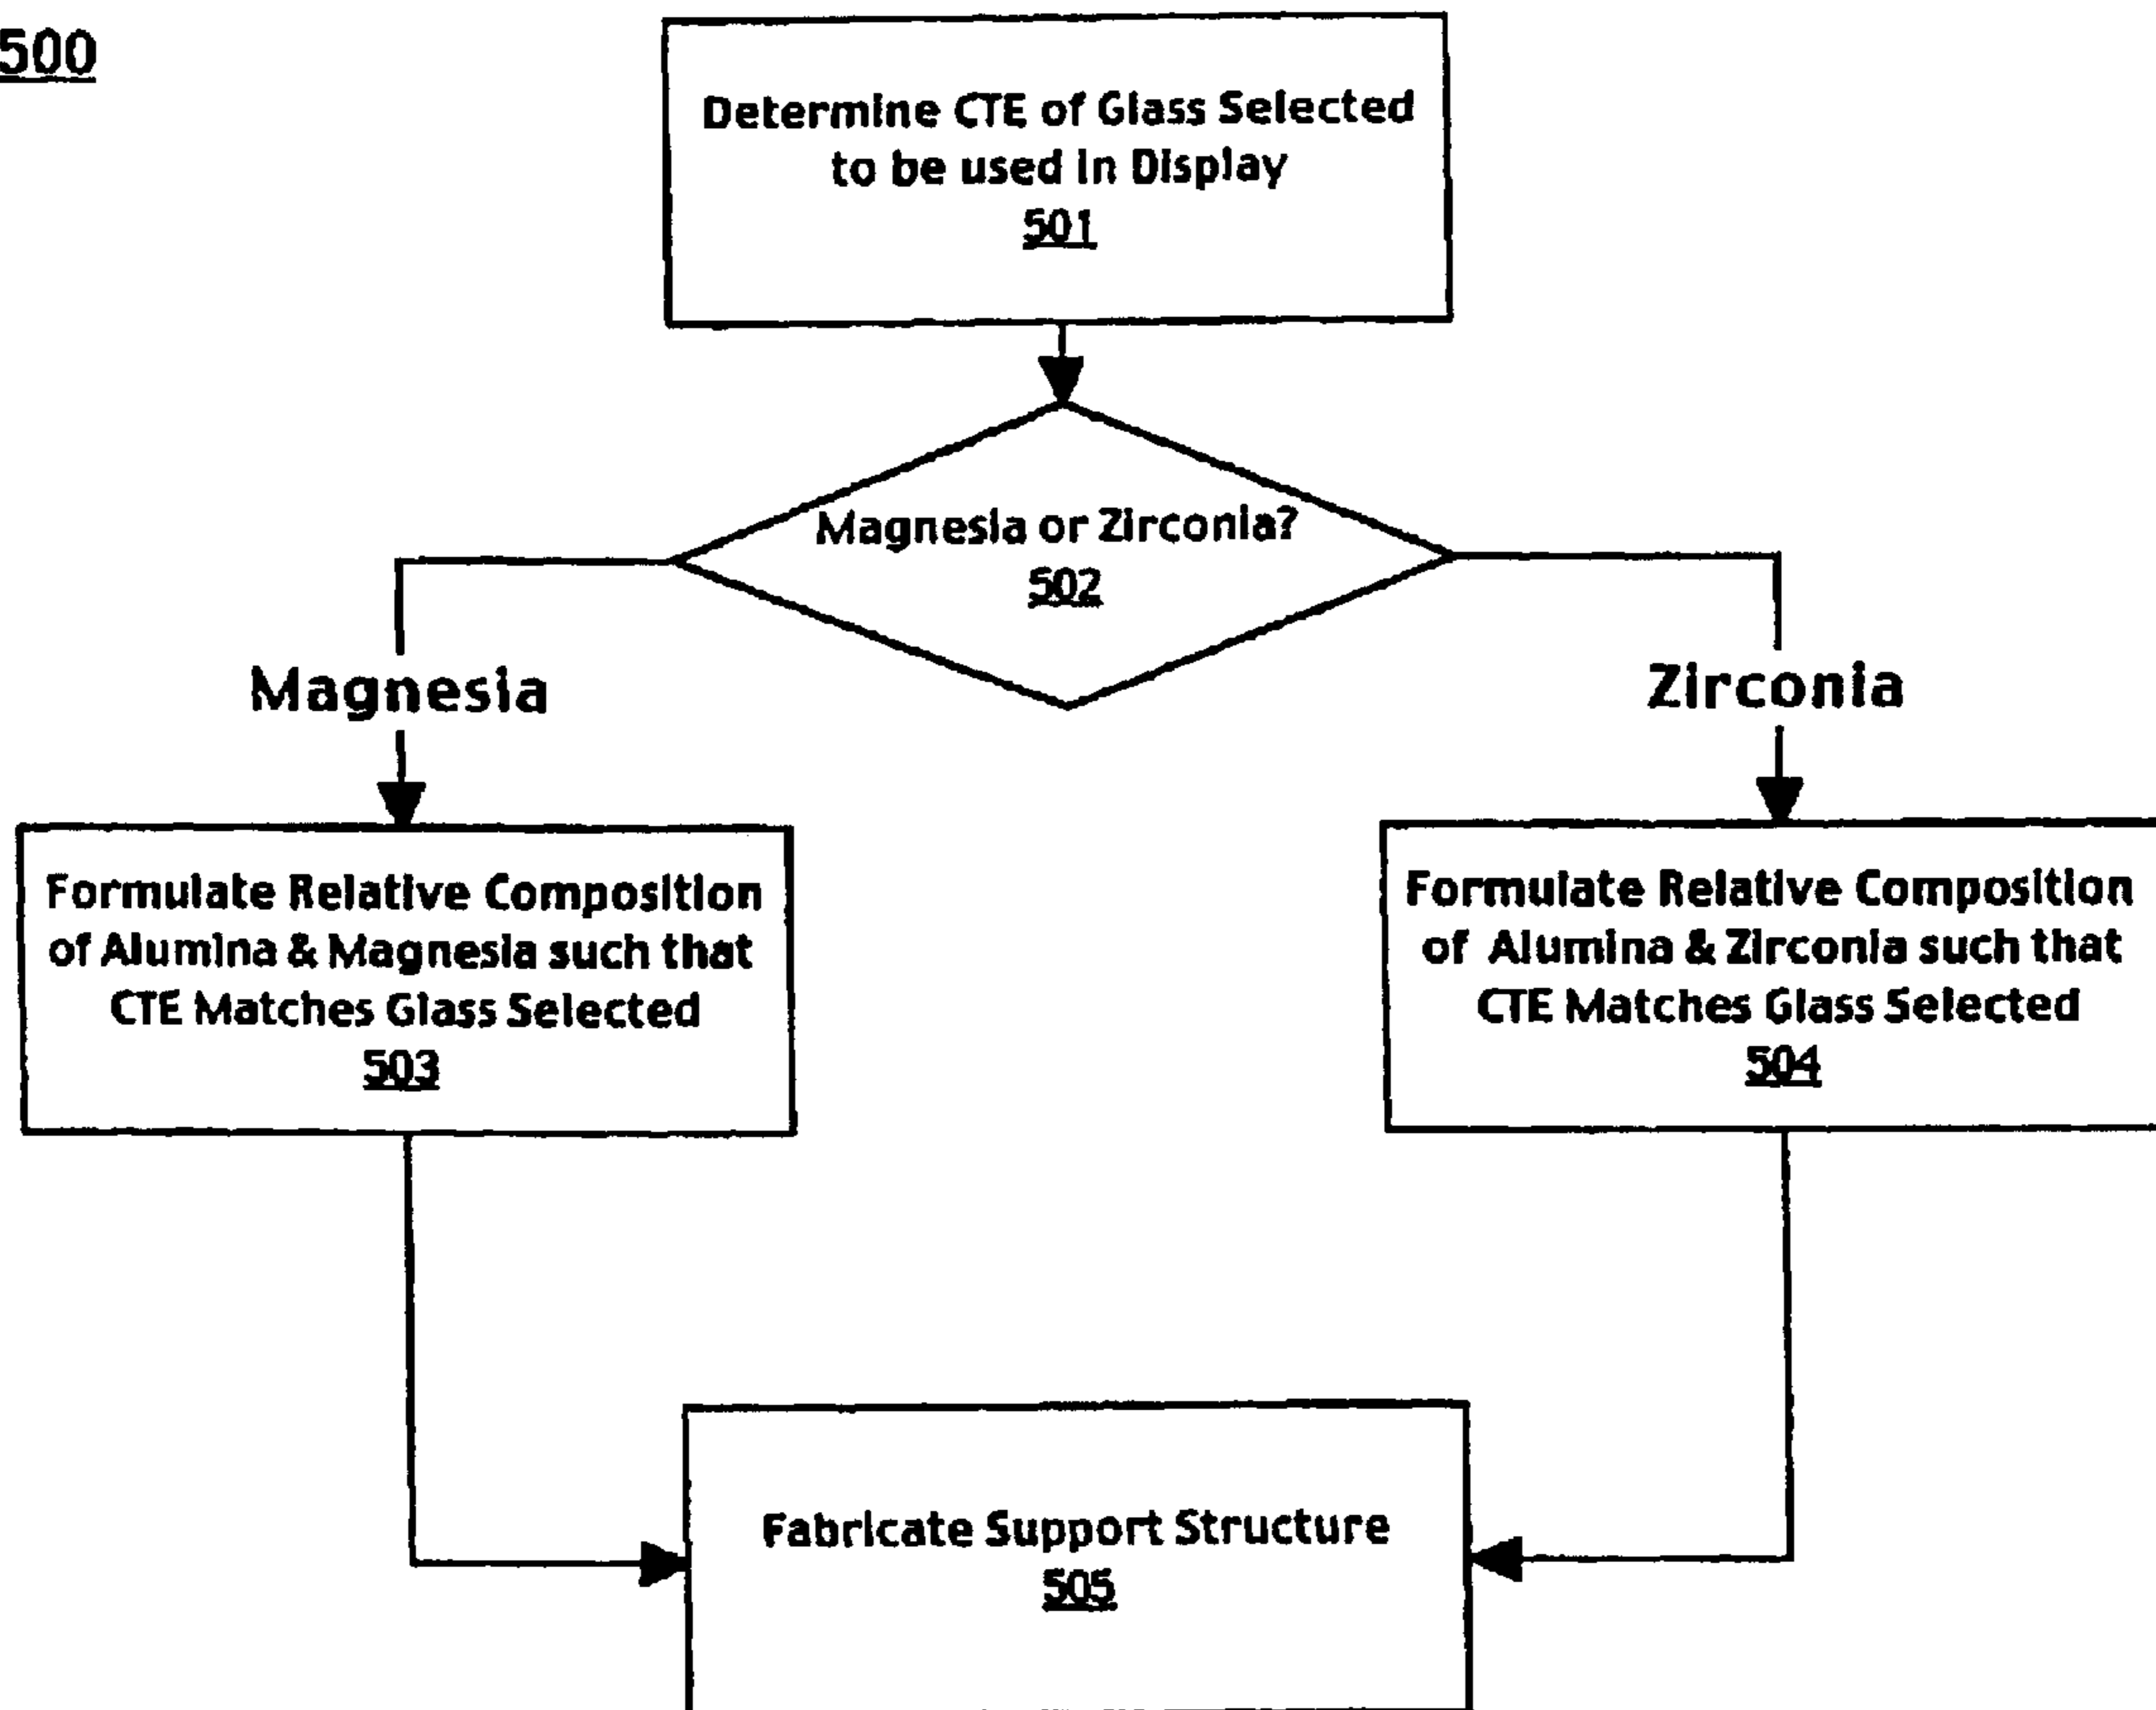 500
Determine CTE of Glass Selected
to be used in Display
501
Magnesia or Zirconia?
502
Magnesia
Zirconia
Formulate Relative Composition
of Alumina & Magnesia such that
CTE Matches Glass Selected
503
Formulate Relative Composition
of Alumina & Zirconia such that
CTE Matches Glass Selected
504
Fabricate Support Structure
505